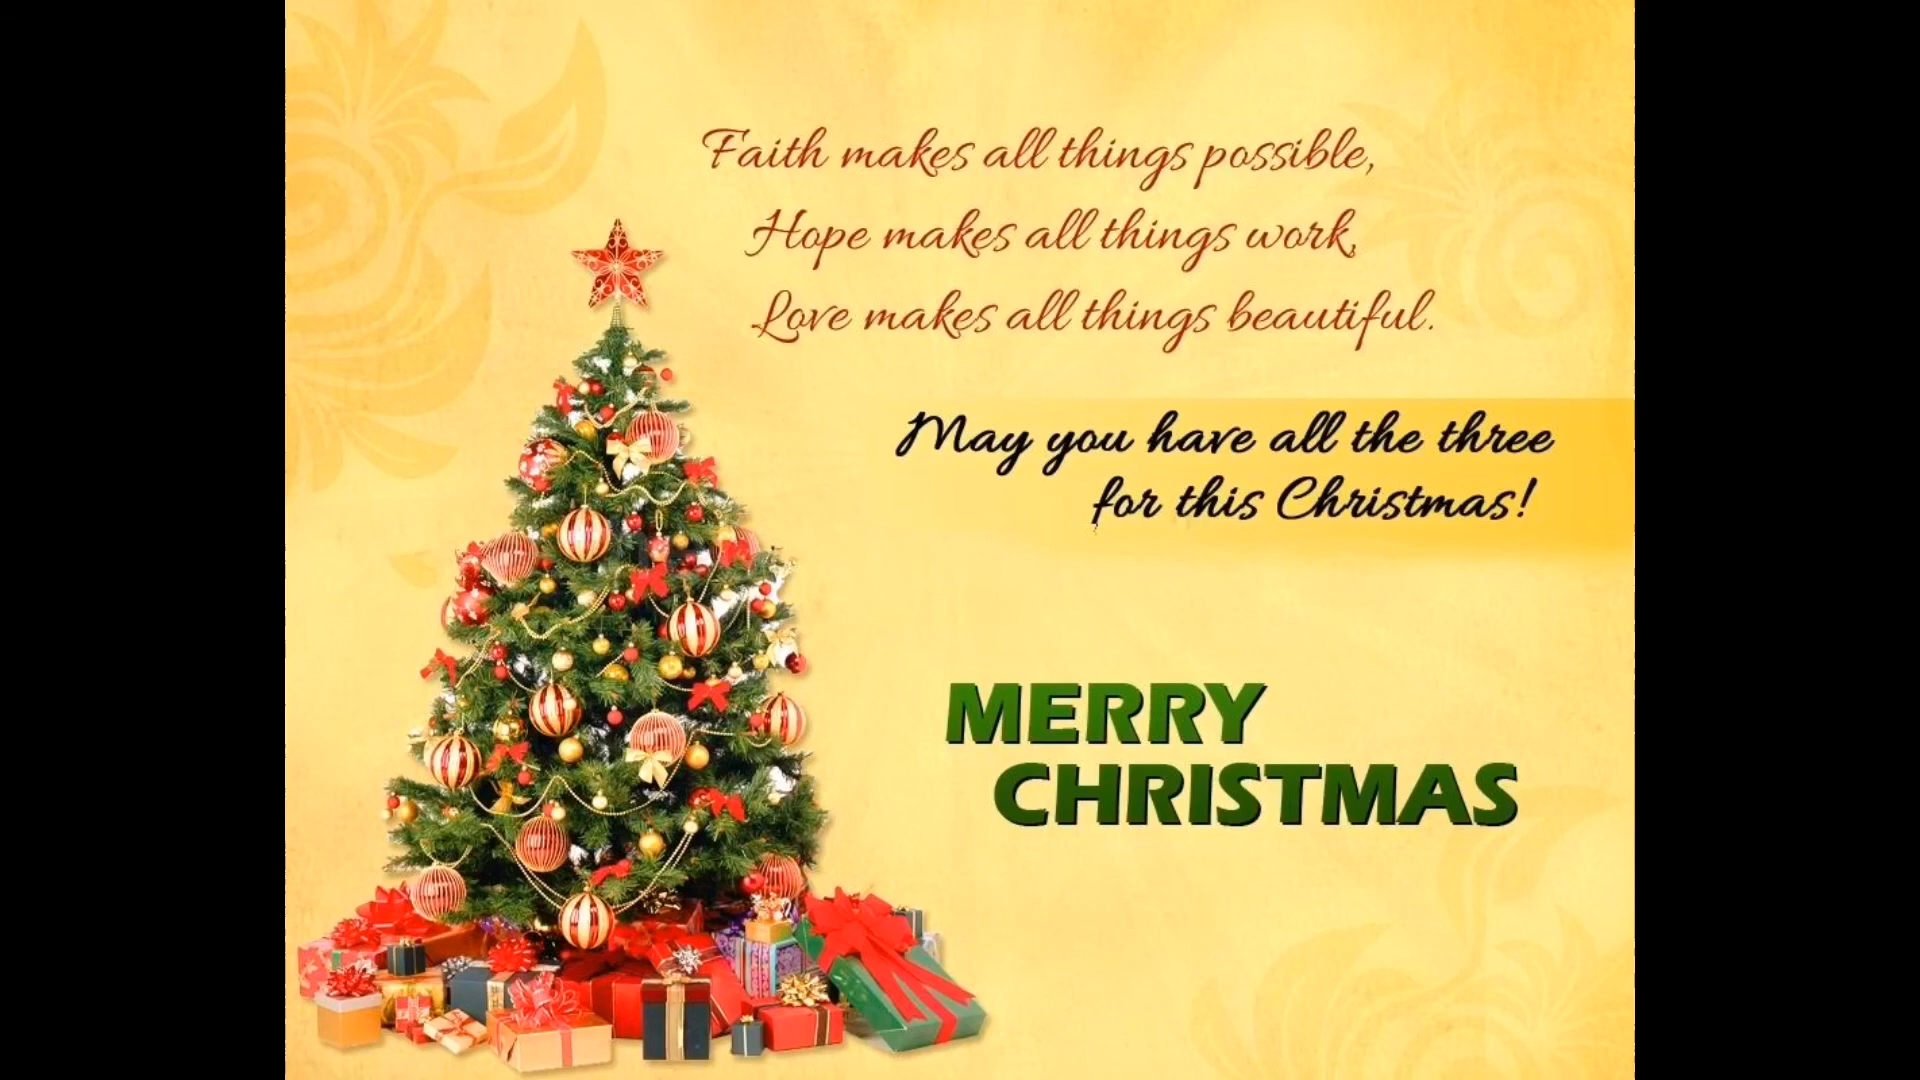 Faith makes all things possible,
Hope makes all things work,
Love makes all things beautiful.
May you have all the three
for this Christmas!
MERRY
CHRISTMAS